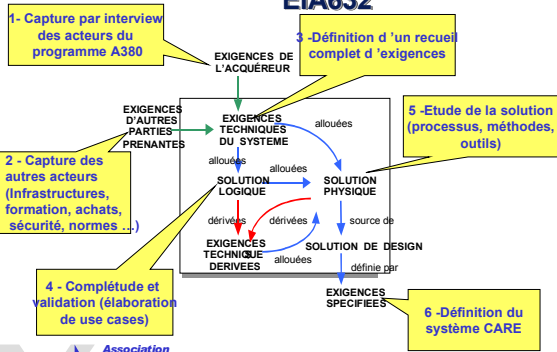 EIA632
1- Capture par interview
des acteurs du
programme A380
3 -Définition d 'un recueil
complet d 'exigences
EXIGENCES DE
L'ACQUÉREUR
EXIGENCES
D'AUTRES
PARTIES
PRENANTES
EXIGENCES
TECHNIQUES
DU SYSTEME
allouées
5 -Etude de la solution
(processus, méthodes,
outils)
2 - Capture des
autres acteurs
(Infrastructures,
formation, achats,
sécurité, normes ...)
allouées
allouées
SOLUTION
LOGIQUE
SOLUTION
PHYSIQUE
dérivées
dérivées
source de
EXIGENCES
TECHNIQUE
DERIVEES
allouées
SOLUTION DE DESIGN
définie par
4 - Complétude et
validation (élaboration
de use cases)
EXIGENCES
SPECIFIEES
6 -Définition du
système CARE
Association